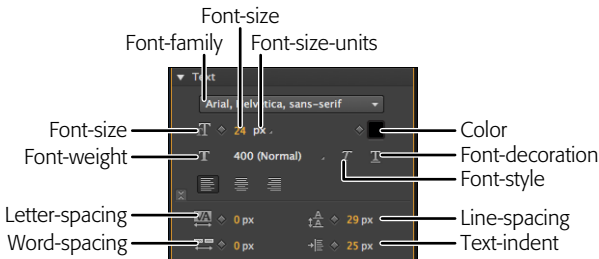 Font-size
Font-family Font-size-units
Text
Arial, Helvetica, sans-serif
Font-size T 24 px Color
Font-weight T 400 (Normal) T T Font-decoration
Font-style
Letter-spacing VA 0 px A A 29 px Line-spacing
Word-spacing 0 px 25 px Text-indent